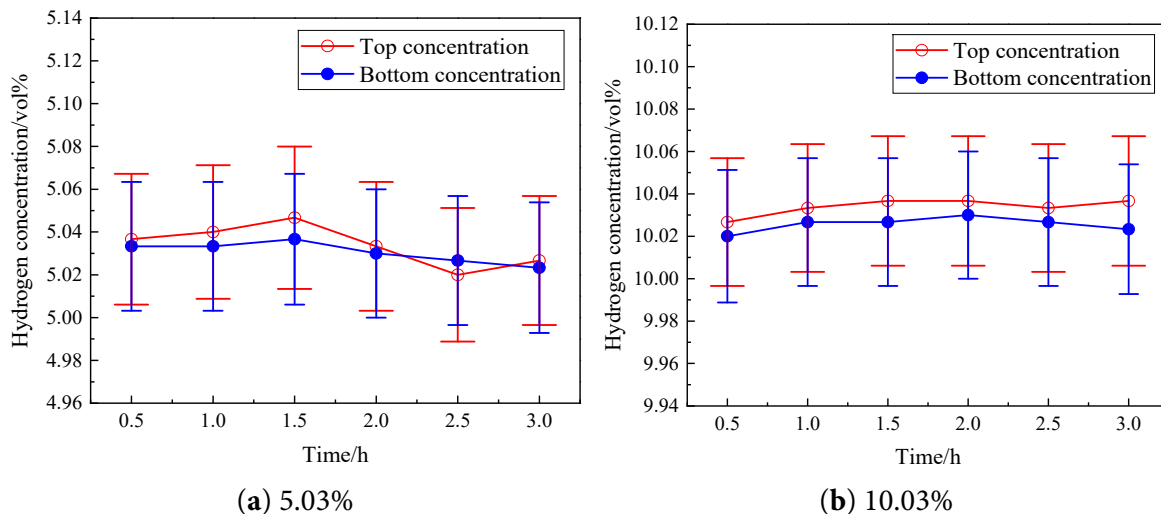 5.14
5.12
5.10
5.08
5.06
5.04
5.02
5.00
4.98
4.96
Hydrogen concentration/vol%
Top concentration
Bottom concentration
0.5 1.0 1.5 2.0 2.5 3.0
Time/h
(a) 5.03%
10.12
10.10
10.08
10.06
10.04
10.02
10.00
9.98
9.96
9.94
Hydrogen concentration/vol%
Top concentration
Bottom concentration
0.5 1.0 1.5 2.0 2.5 3.0
Time/h
(b) 10.03%